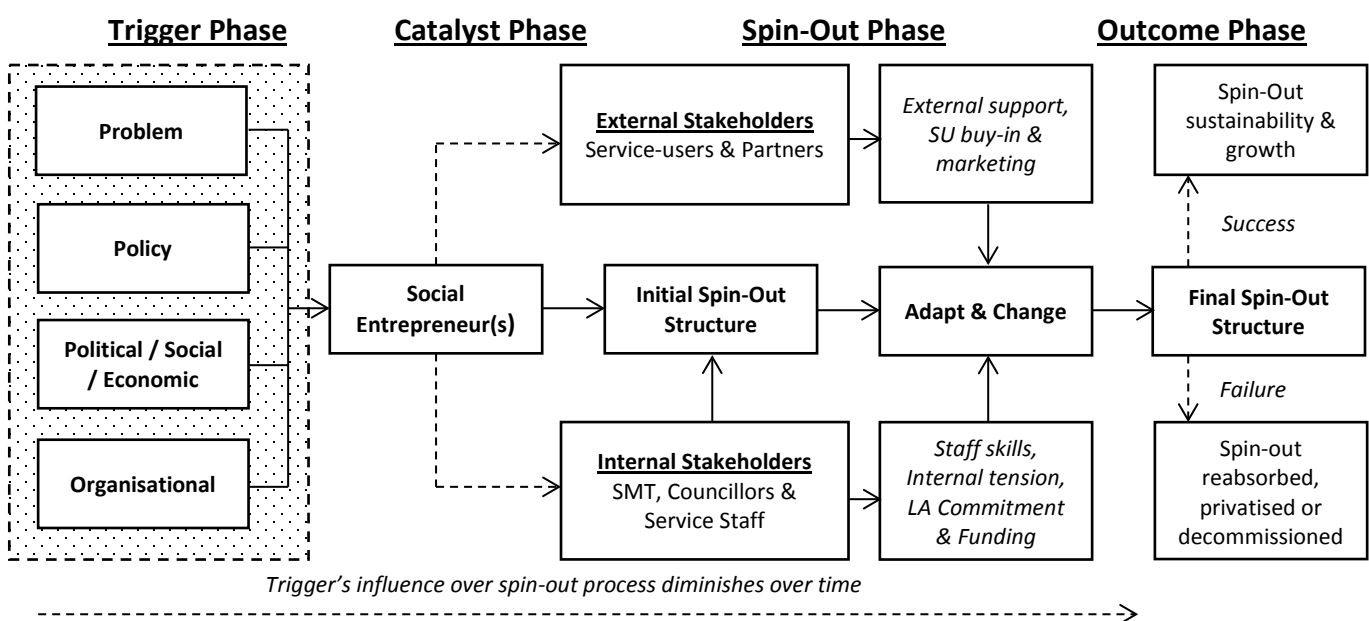 Trigger Phase
Catalyst Phase
Spin-Out Phase
Outcome Phase
Problem
Policy
Political / Social
/ Economic
Organisational
Social
Entrepreneur(s)
External Stakeholders
Service-users & Partners
Initial Spin-Out
Structure
Internal Stakeholders
SMT, Councillors &
Service Staff
External support,
SU buy-in &
marketing
Adapt & Change
Staff skills,
Internal tension,
LA Commitment
& Funding
Spin-Out
sustainability &
growth
Success
Final Spin-Out
Structure
Failure
Spin-out
reabsorbed,
privatised or
decommissioned
Trigger's influence over spin-out process diminishes over time